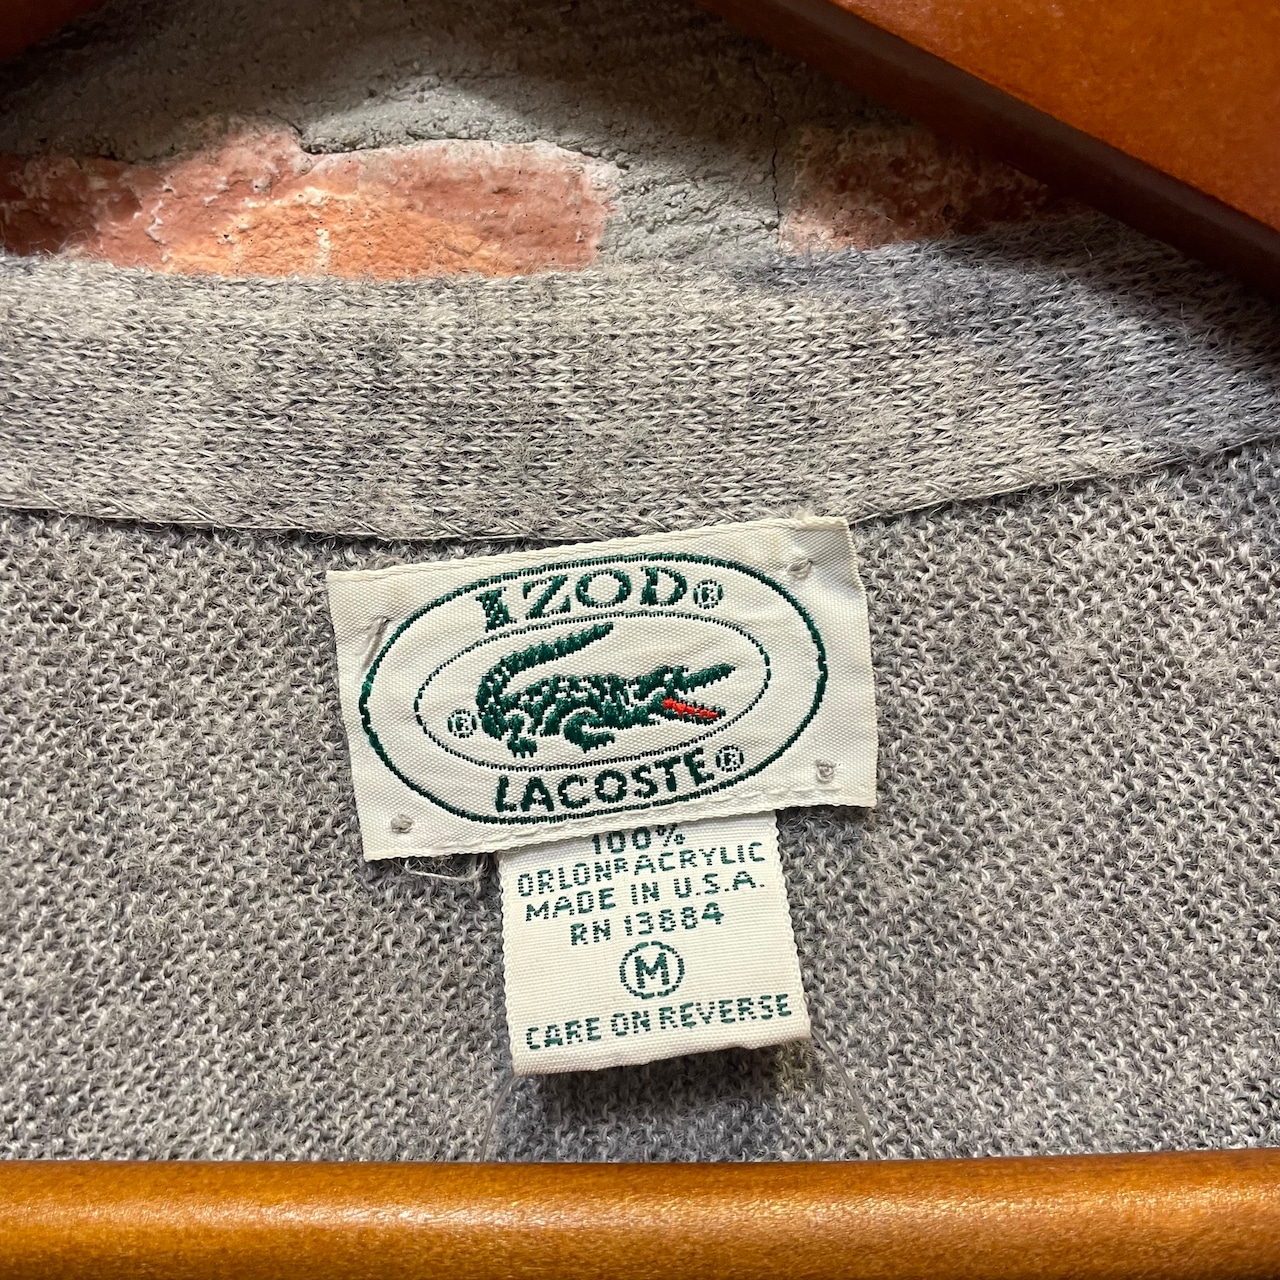 IZOD®
®
LACOSTE®
100%
ORLON® ACRYLIC
MADE IN U.S.A.
RN 13884
M
CARE ON REVERSE